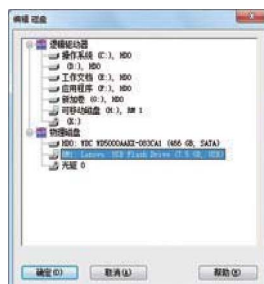 编辑 磁盘
逻辑驱动器
操作系统 (C:), HD0
(D:), HD0
工作文档 (E:), HD0
应用程序 (F:), HD0
新加卷 (G:), HD0
可移动磁盘 (H:), RM 1
(K:)
物理磁盘
HD0: WDC WD5000AAKX-083CA1 (466 GB, SATA)
RM1: Lenovo USB Flash Drive (7.5 GB, USB)
光驱 0
确定(O)
取消(A)
帮助(H)